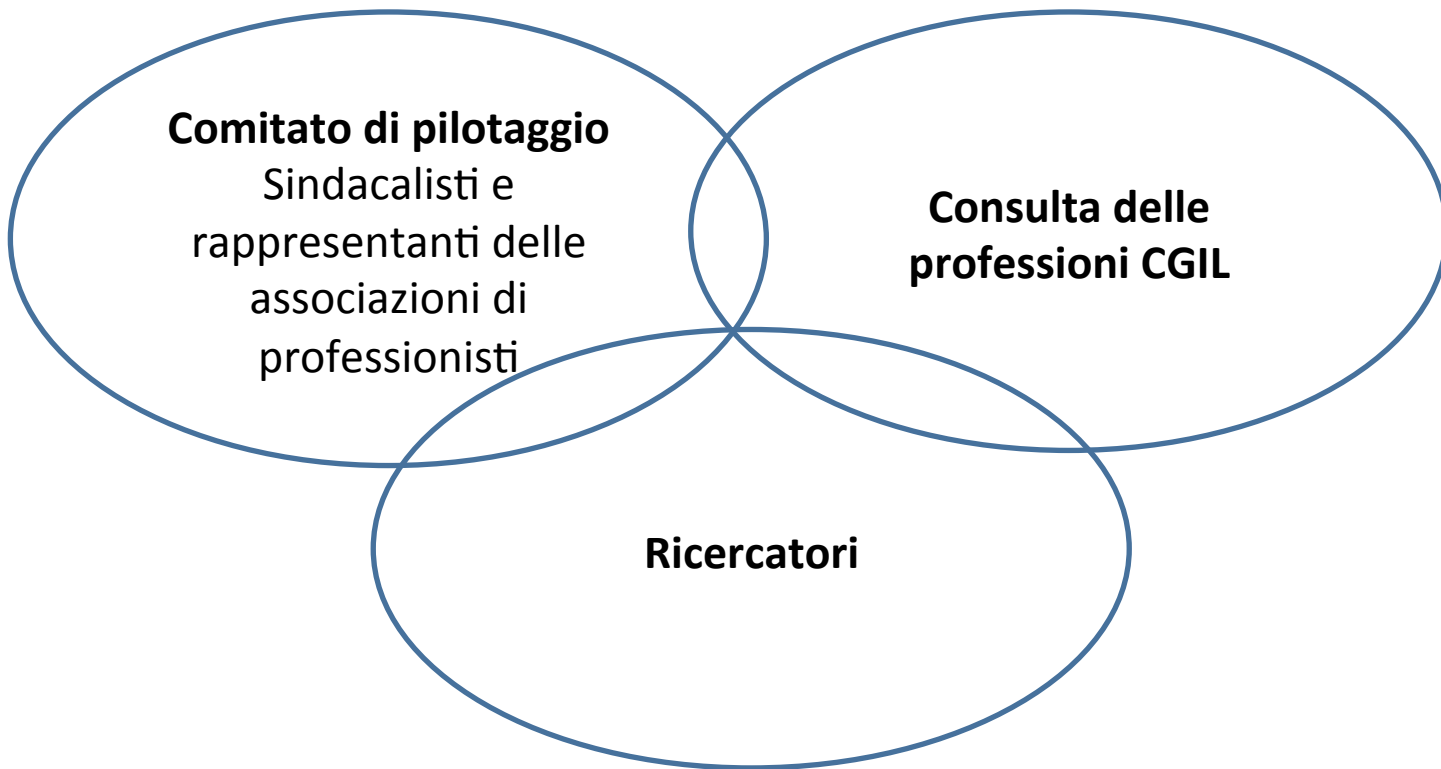 Comitato di pilotaggio
Sindacalisti e
rappresentanti delle
associazioni di
professionisti
Consulta delle
professioni CGIL
Ricercatori